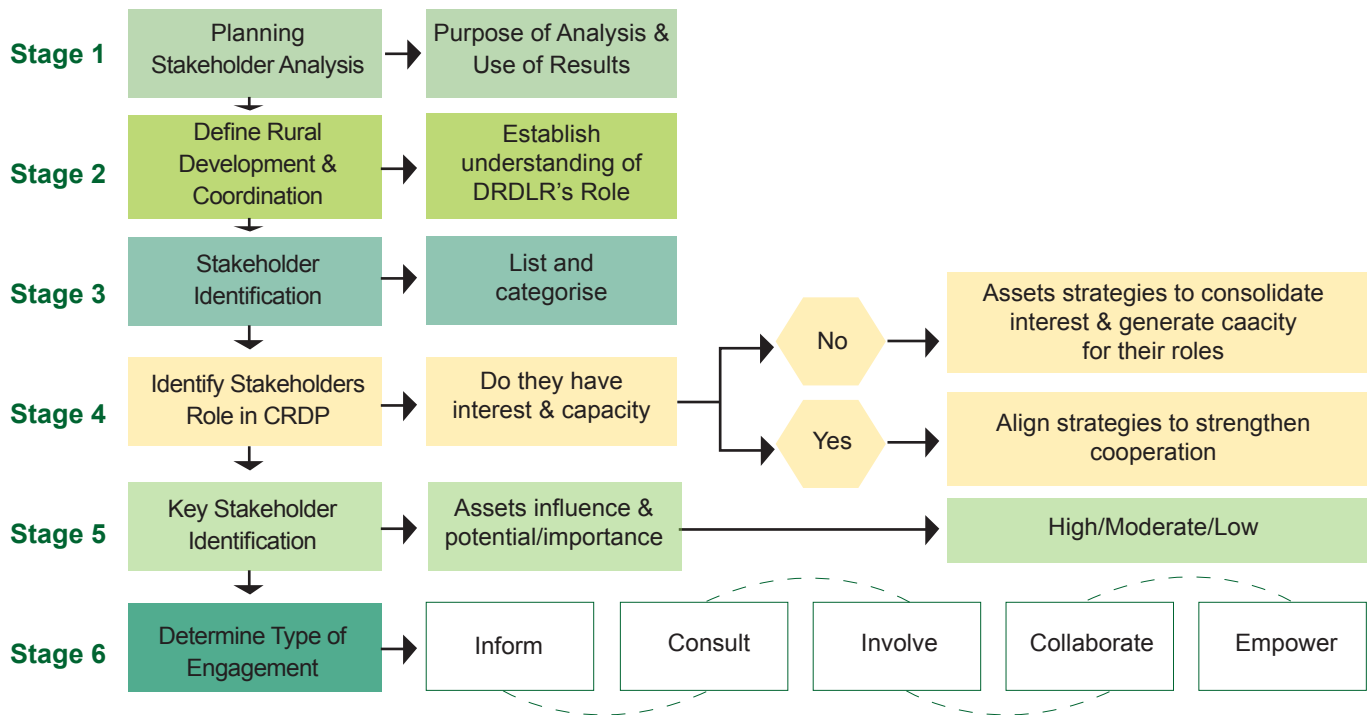 Stage 1
Planning
Stakeholder Analysis
Purpose of Analysis &
Use of Results
Stage 2
Define Rural
Development &
Coordination
Establish
understanding of
DRDLR's Role
Stage 3
Stakeholder
Identification
List and
categorise
Stage 4
Identify Stakeholders
Role in CRDP
Do they have
interest & capacity
No
Assets strategies to consolidate
interest & generate caacity
for their roles
Yes
Align strategies to strengthen
cooperation
Stage 5
Key Stakeholder
Identification
Assets influence &
potential/importance
High/Moderate/Low
Stage 6
Determine Type of
Engagement
Inform
Consult
Involve
Collaborate
Empower